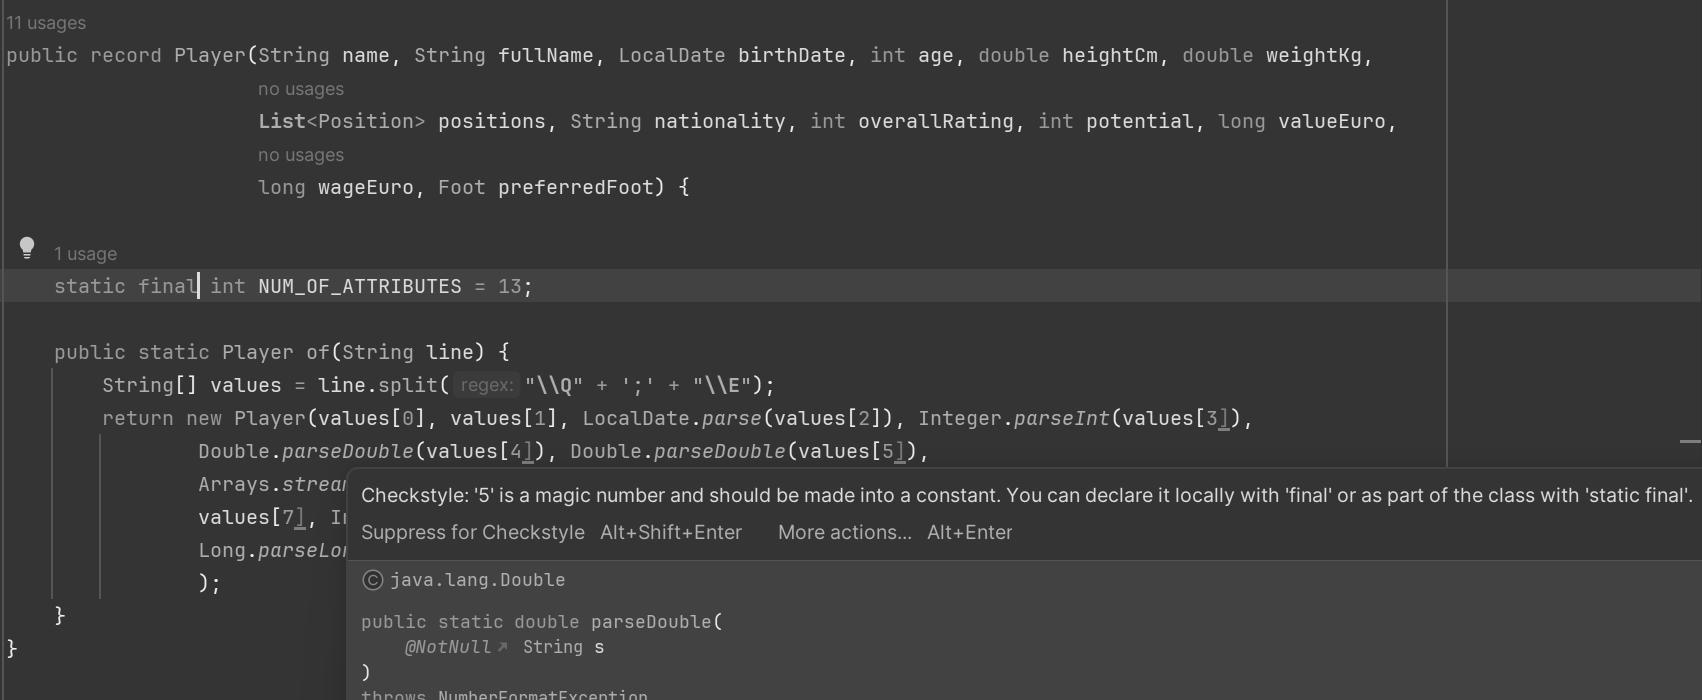 11 usages
public record Player(String name, String fullName, LocalDate birthDate, int age, double heightCm, double weightKg,
no usages
List<Position> positions, String nationality, int overallRating, int potential, long valueEuro,
no usages
long wageEuro, Foot preferredFoot) {
1 usage
static final int NUM_OF_ATTRIBUTES = 13;
public static Player of(String line) {
String[] values = line.split( regex: "\\Q" + ';' + "\\E");
return new Player(values[0], values[1], LocalDate.parse(values[2]), Integer.parseInt(values[3]),
Double.parseDouble(values[4]), Double.parseDouble(values[5]),
Arrays.strea
values[7], I
Long.parseLo
);
}
}
Checkstyle: '5' is a magic number and should be made into a constant. You can declare it locally with 'final' or as part of the class with 'static final'.
Suppress for Checkstyle Alt+Shift+Enter More actions... Alt+Enter
java.lang.Double
public static double parseDouble(
@NotNull String s
)
throws NumberFormatException